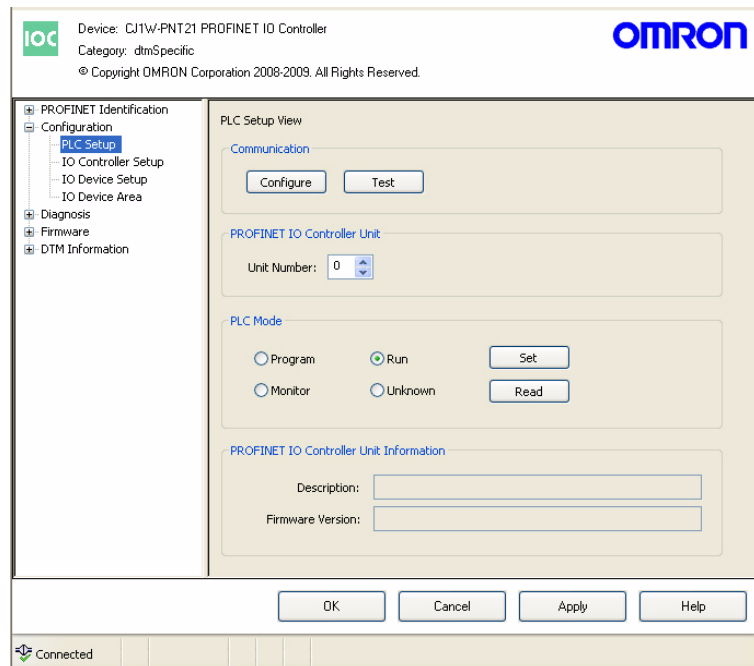 IOC
Device: CJ1W-PNT21 PROFINET IO Controller
Category: dtmSpecific
© Copyright OMRON Corporation 2008-2009. All Rights Reserved.
OMRON
PROFINET Identification
Configuration
PLC Setup
IO Controller Setup
IO Device Setup
IO Device Area
Diagnosis
Firmware
DTM Information
PLC Setup View
Communication
Configure Test
PROFINET IO Controller Unit
Unit Number: 0
PLC Mode
Program Run Set
Monitor Unknown Read
PROFINET IO Controller Unit Information
Description:
Firmware Version:
OK Cancel Apply Help
Connected